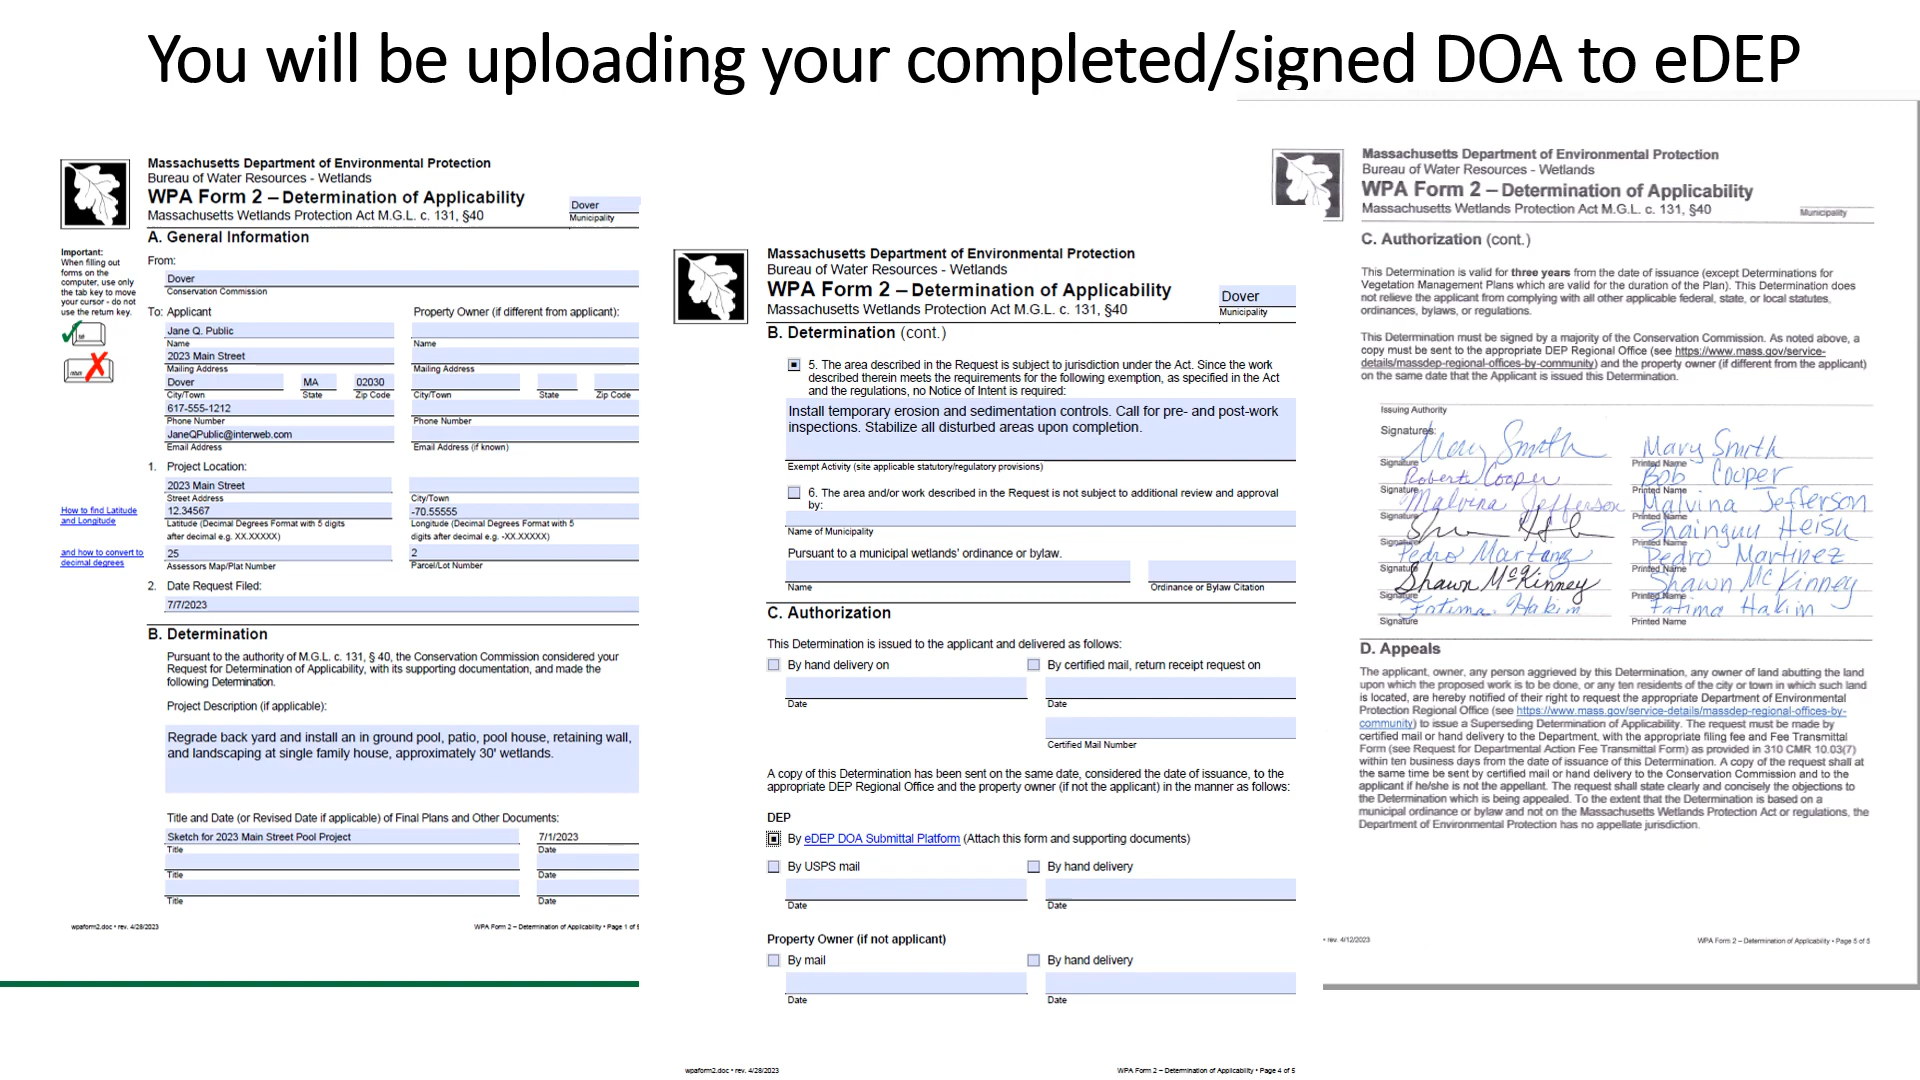 You will be uploading your completed/signed DOA to eDEP
Massachusetts Department of Environmental Protection
Bureau of Water Resources - Wetlands
WPA Form 2 – Determination of Applicability
Massachusetts Wetlands Protection Act M.G.L. c. 131, §40
Dover
Municipality
Important:
When filling out
forms on the
computer, use only
the tab key to move
your cursor - do not
use the return key.
How to find Latitude
and Longitude
and how to convert to
decimal degrees
A. General Information
From:
Dover
Conservation Commission
To: Applicant
Property Owner (if different from applicant):
Jane Q. Public
Name
Name
2023 Main Street
Mailing Address
Mailing Address
Dover MA 02030
City/Town State Zip Code
City/Town State Zip Code
617-555-1212
Phone Number
Phone Number
JaneQPublic@interweb.com
Email Address
Email Address (if known)
1. Project Location:
2023 Main Street
Street Address
City/Town
12.34567
-70.55555
Latitude (Decimal Degrees Format with 5 digits
after decimal e.g. XX.XXXXX)
Longitude (Decimal Degrees Format with 5
digits after decimal e.g. -XX.XXXXX)
25
2
Assessors Map/Plat Number
Parcel/Lot Number
2. Date Request Filed:
7/7/2023
B. Determination
Pursuant to the authority of M.G.L. c. 131, § 40, the Conservation Commission considered your
Request for Determination of Applicability, with its supporting documentation, and made the
following Determination.
Project Description (if applicable):
Regrade back yard and install an in ground pool, patio, pool house, retaining wall,
and landscaping at single family house, approximately 30' wetlands.
Title and Date (or Revised Date if applicable) of Final Plans and Other Documents:
Sketch for 2023 Main Street Pool Project
7/1/2023
Title
Date
Title
Date
Title
Date
wpaform2.doc • rev. 4/28/2023
WPA Form 2 – Determination of Applicability • Page 1 of 5
Massachusetts Department of Environmental Protection
Bureau of Water Resources - Wetlands
WPA Form 2 – Determination of Applicability
Massachusetts Wetlands Protection Act M.G.L. c. 131, §40
Dover
Municipality
B. Determination (cont.)
5. The area described in the Request is subject to jurisdiction under the Act. Since the work
described therein meets the requirements for the following exemption, as specified in the Act
and the regulations, no Notice of Intent is required:
Install temporary erosion and sedimentation controls. Call for pre- and post-work
inspections. Stabilize all disturbed areas upon completion.
Exempt Activity (site applicable statutory/regulatory provisions)
6. The area and/or work described in the Request is not subject to additional review and approval
by:
Name of Municipality
Pursuant to a municipal wetlands' ordinance or bylaw.
Name
Ordinance or Bylaw Citation
C. Authorization
This Determination is issued to the applicant and delivered as follows:
By hand delivery on
By certified mail, return receipt request on
Date
Date
Certified Mail Number
A copy of this Determination has been sent on the same date, considered the date of issuance, to the
appropriate DEP Regional Office and the property owner (if not the applicant) in the manner as follows:
DEP
By eDEP DOA Submittal Platform (Attach this form and supporting documents)
By USPS mail
By hand delivery
Date
Date
Property Owner (if not applicant)
By mail
By hand delivery
Date
Date
wpaform2.doc • rev. 4/28/2023
WPA Form 2 – Determination of Applicability • Page 4 of 5
Massachusetts Department of Environmental Protection
Bureau of Water Resources - Wetlands
WPA Form 2 – Determination of Applicability
Massachusetts Wetlands Protection Act M.G.L. c. 131, §40
Municipality
C. Authorization (cont.)
This Determination is valid for three years from the date of issuance (except Determinations for
Vegetation Management Plans which are valid for the duration of the Plan). This Determination does
not relieve the applicant from complying with all other applicable federal, state, or local statutes,
ordinances, bylaws, or regulations.
This Determination must be signed by a majority of the Conservation Commission. As noted above, a
copy must be sent to the appropriate DEP Regional Office (see https://www.mass.gov/service-
details/massdep-regional-offices-by-community) and the property owner (if different from the applicant)
on the same date that the Applicant is issued this Determination.
Issuing Authority
Signatures:
Mary Smith
Mary Smith
Signature
Printed Name
Robert Cooper
Bob Cooper
Signature
Printed Name
Malvina Jefferson
Malvina Jefferson
Signature
Printed Name
Signature
Printed Name
Pedro Martinez
Pedro Martinez
Signature
Printed Name
Shawn McKinney
Shawn McKinney
Signature
Printed Name
Fatima Hakim
Fatima Hakim
Signature
Printed Name
D. Appeals
The applicant, owner, any person aggrieved by this Determination, any owner of land abutting the land
upon which the proposed work is to be done, or any ten residents of the city or town in which such land
is located, are hereby notified of their right to request the appropriate Department of Environmental
Protection Regional Office (see https://www.mass.gov/service-details/massdep-regional-offices-by-
community) to issue a Superseding Determination of Applicability. The request must be made by
certified mail or hand delivery to the Department, with the appropriate filing fee and Fee Transmittal
Form (see Request for Departmental Action Fee Transmittal Form) as provided in 310 CMR 10.03(7)
within ten business days from the date of issuance of this Determination. A copy of the request shall at
the same time be sent by certified mail or hand delivery to the Conservation Commission and to the
applicant if he/she is not the appellant. The request shall state clearly and concisely the objections to
the Determination which is being appealed. To the extent that the Determination is based on a
municipal ordinance or bylaw and not on the Massachusetts Wetlands Protection Act or regulations, the
Department of Environmental Protection has no appellate jurisdiction.
• rev. 4/12/2023
WPA Form 2 – Determination of Applicability • Page 5 of 5